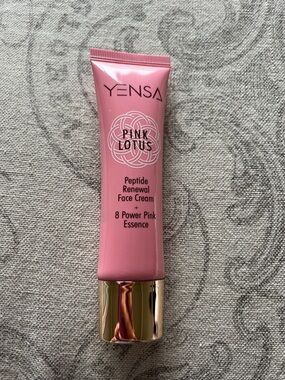 YENSA
PINK
LOTUS
Peptide
Renewal
Face Cream
+
8 Power Pink
Essence